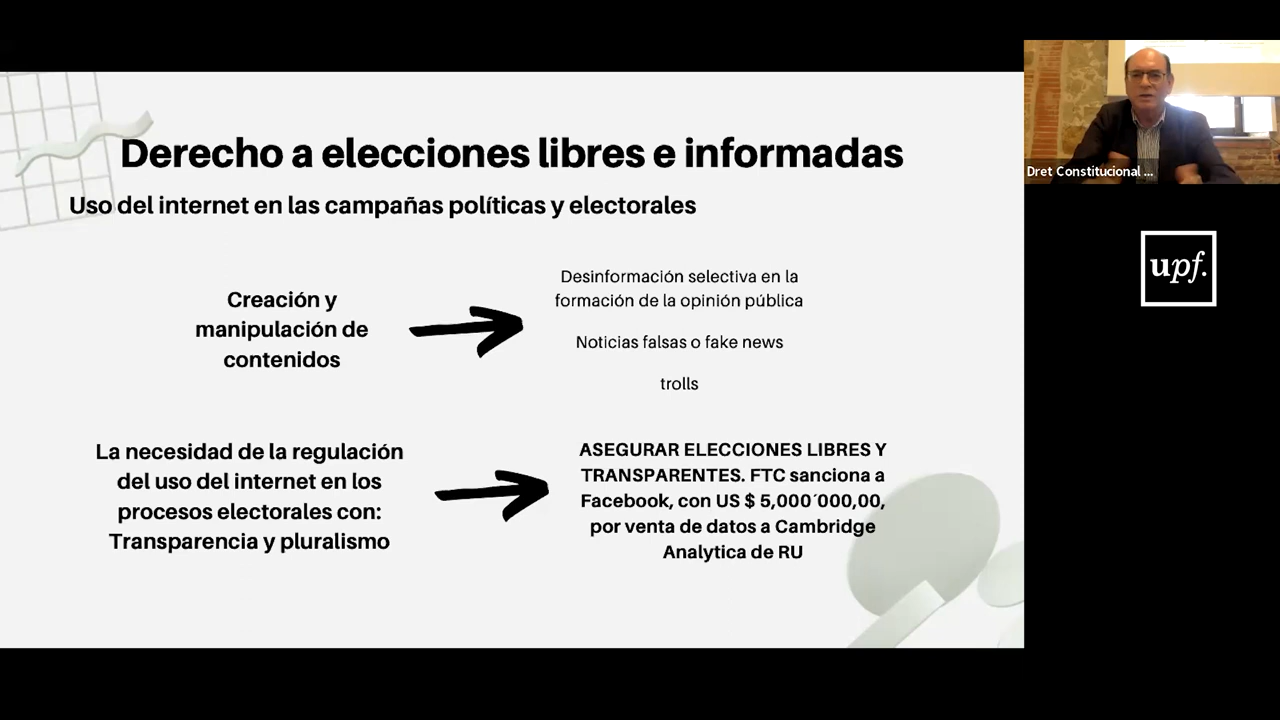 Derecho a elecciones libres e informadas
Uso del internet en las campañas políticas y electorales
Creación y
manipulación de
contenidos
Desinformación selectiva en la
formación de la opinión pública
Noticias falsas o fake news
trolls
La necesidad de la regulación
del uso del internet en los
procesos electorales con:
Transparencia y pluralismo
ASEGURAR ELECCIONES LIBRES Y
TRANSPARENTES. FTC sanciona a
Facebook, con US $ 5,000´000,00,
por venta de datos a Cambridge
Analytica de RU
Dret Constitucional ...
upf.